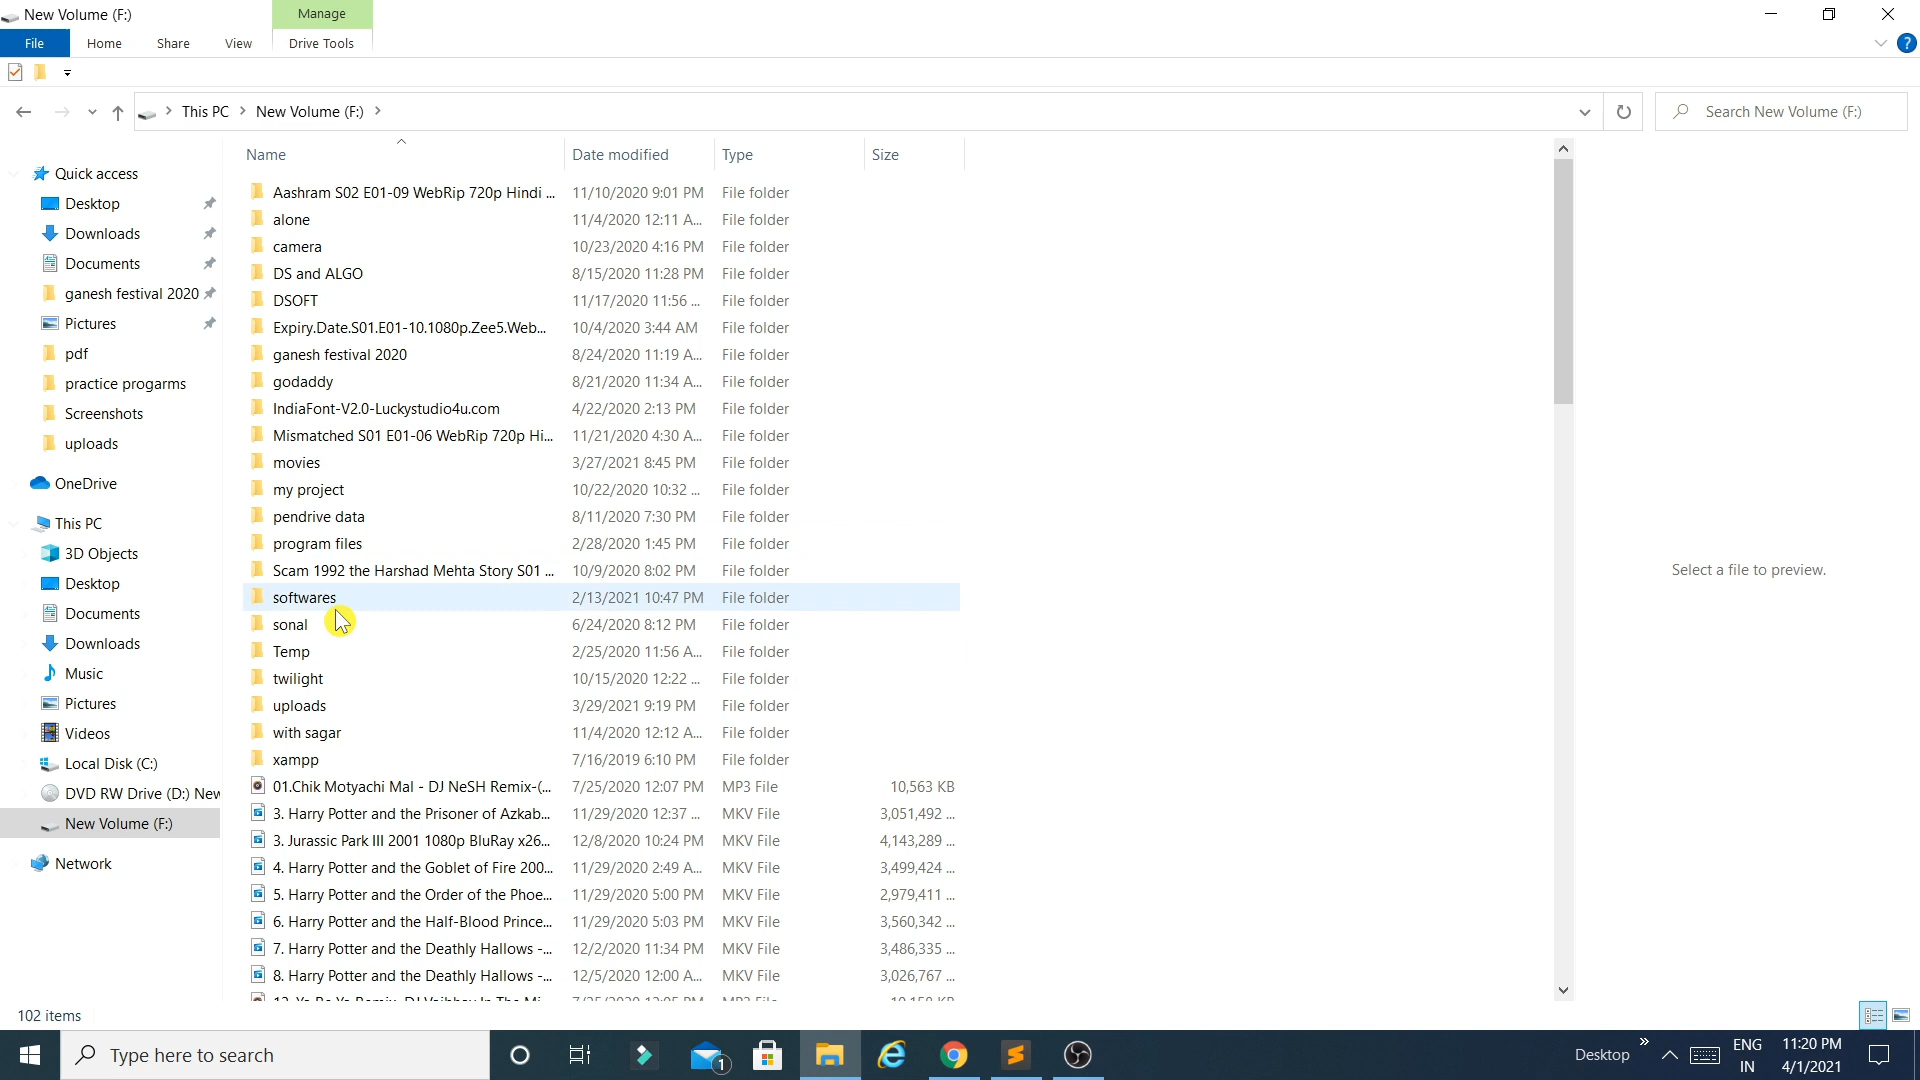 New Volume (F:)
Manage
File
Home
Share
View
Drive Tools
This PC
New Volume (F:)
Search New Volume (F:)
Name
Date modified
Type
Size
Quick access
Desktop
Downloads
Documents
ganesh festival 2020
Pictures
pdf
practice progarms
Screenshots
uploads
OneDrive
This PC
3D Objects
Desktop
Documents
Downloads
Music
Pictures
Videos
Local Disk (C:)
DVD RW Drive (D:) New
New Volume (F:)
Network
Aashram S02 E01-09 WebRip 720p Hindi ... 11/10/2020 9:01 PM File folder
alone 11/4/2020 12:11 A... File folder
camera 10/23/2020 4:16 PM File folder
DS and ALGO 8/15/2020 11:28 PM File folder
DSOFT 11/17/2020 11:56 ... File folder
Expiry.Date.S01.E01-10.1080p.Zee5.Web... 10/4/2020 3:44 AM File folder
ganesh festival 2020 8/24/2020 11:19 A... File folder
godaddy 8/21/2020 11:34 A... File folder
IndiaFont-V2.0-Luckystudio4u.com 4/22/2020 2:13 PM File folder
Mismatched S01 E01-06 WebRip 720p Hi... 11/21/2020 4:30 A... File folder
movies 3/27/2021 8:45 PM File folder
my project 10/22/2020 10:32 ... File folder
pendrive data 8/11/2020 7:30 PM File folder
program files 2/28/2020 1:45 PM File folder
Scam 1992 the Harshad Mehta Story S01 ... 10/9/2020 8:02 PM File folder
softwares 2/13/2021 10:47 PM File folder
sonal 6/24/2020 8:12 PM File folder
Temp 2/25/2020 11:56 A... File folder
twilight 10/15/2020 12:22 ... File folder
uploads 3/29/2021 9:19 PM File folder
with sagar 11/4/2020 12:12 A... File folder
xampp 7/16/2019 6:10 PM File folder
01.Chik Motyachi Mal - DJ NeSH Remix-(... 7/25/2020 12:07 PM MP3 File 10,563 KB
3. Harry Potter and the Prisoner of Azkab... 11/29/2020 12:37 ... MKV File 3,051,492 ...
3. Jurassic Park III 2001 1080p BluRay x26... 12/8/2020 10:24 PM MKV File 4,143,289 ...
4. Harry Potter and the Goblet of Fire 200... 11/29/2020 2:49 A... MKV File 3,499,424 ...
5. Harry Potter and the Order of the Phoe... 11/29/2020 5:00 PM MKV File 2,979,411 ...
6. Harry Potter and the Half-Blood Prince... 11/29/2020 5:03 PM MKV File 3,560,342 ...
7. Harry Potter and the Deathly Hallows -... 12/2/2020 11:34 PM MKV File 3,486,335 ...
8. Harry Potter and the Deathly Hallows -... 12/5/2020 12:00 A... MKV File 3,026,767 ...
Select a file to preview.
102 items
Type here to search
1
Desktop
ENG
IN
11:20 PM
4/1/2021